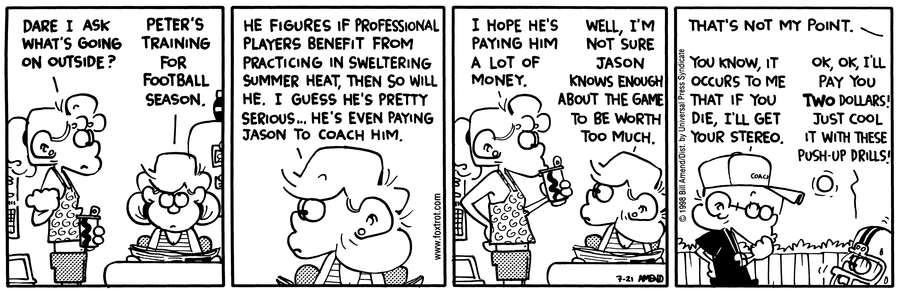 DARE I ASK
WHAT'S GOING
ON OUTSIDE?
PETER'S
TRAINING
FOR
FOOTBALL
SEASON.
HE FIGURES IF PROFESSIONAL
PLAYERS BENEFIT FROM
PRACTICING IN SWELTERING
SUMMER HEAT, THEN SO WILL
HE. I GUESS HE'S PRETTY
SERIOUS... HE'S EVEN PAYING
JASON TO COACH HIM.
www.foxtrot.com
I HOPE HE'S
PAYING HIM
A LOT OF
MONEY.
WELL, I'M
NOT SURE
JASON
KNOWS ENOUGH
ABOUT THE GAME
TO BE WORTH
TOO MUCH.
7-21 AMEND
© 1998 Bill Amend/Dist. by Universal Press Syndicate
THAT'S NOT MY POINT.
YOU KNOW, IT
OCCURS TO ME
THAT IF YOU
DIE, I'LL GET
YOUR STEREO.
OK, OK, I'LL
PAY YOU
TWO DOLLARS!
JUST COOL
IT WITH THESE
PUSH-UP DRILLS!
COACH